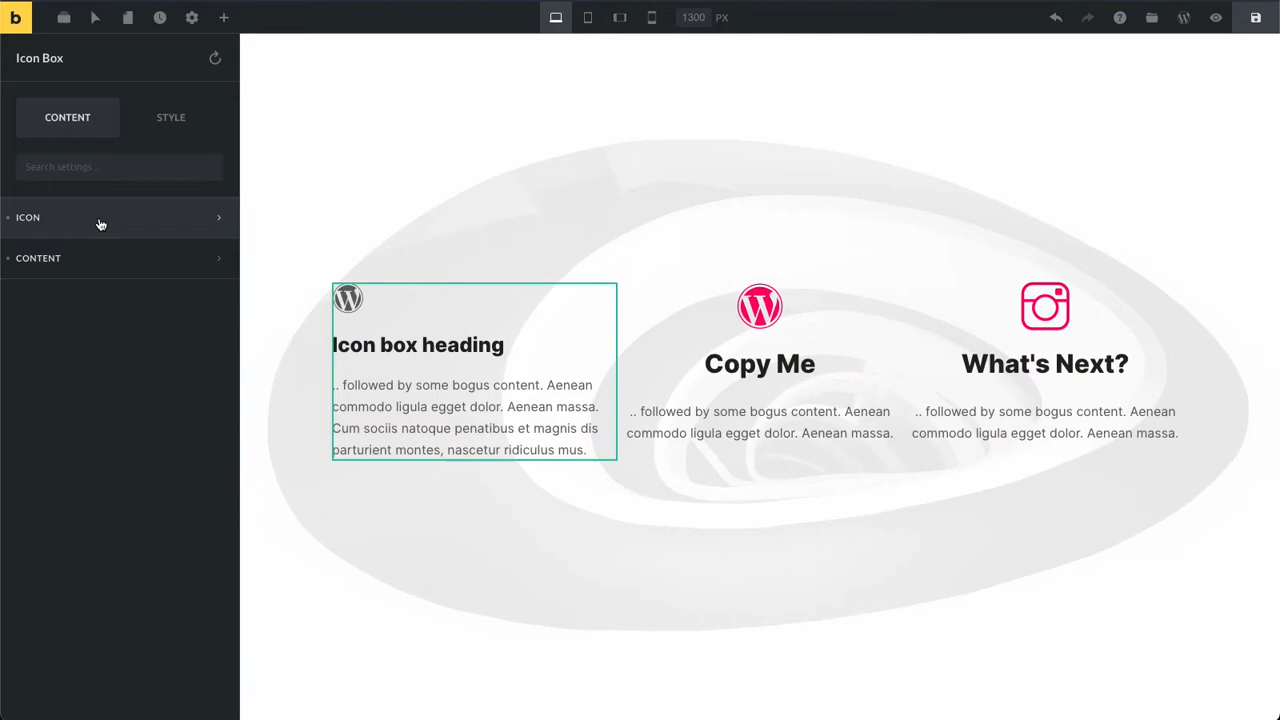 b
1300 PX
Icon Box
CONTENT STYLE
Search settings ..
ICON
CONTENT
Icon box heading
.. followed by some bogus content. Aenean
commodo ligula egget dolor. Aenean massa.
Cum sociis natoque penatibus et magnis dis
parturient montes, nascetur ridiculus mus.
Copy Me
.. followed by some bogus content. Aenean
commodo ligula egget dolor. Aenean massa.
What's Next?
.. followed by some bogus content. Aenean
commodo ligula egget dolor. Aenean massa.